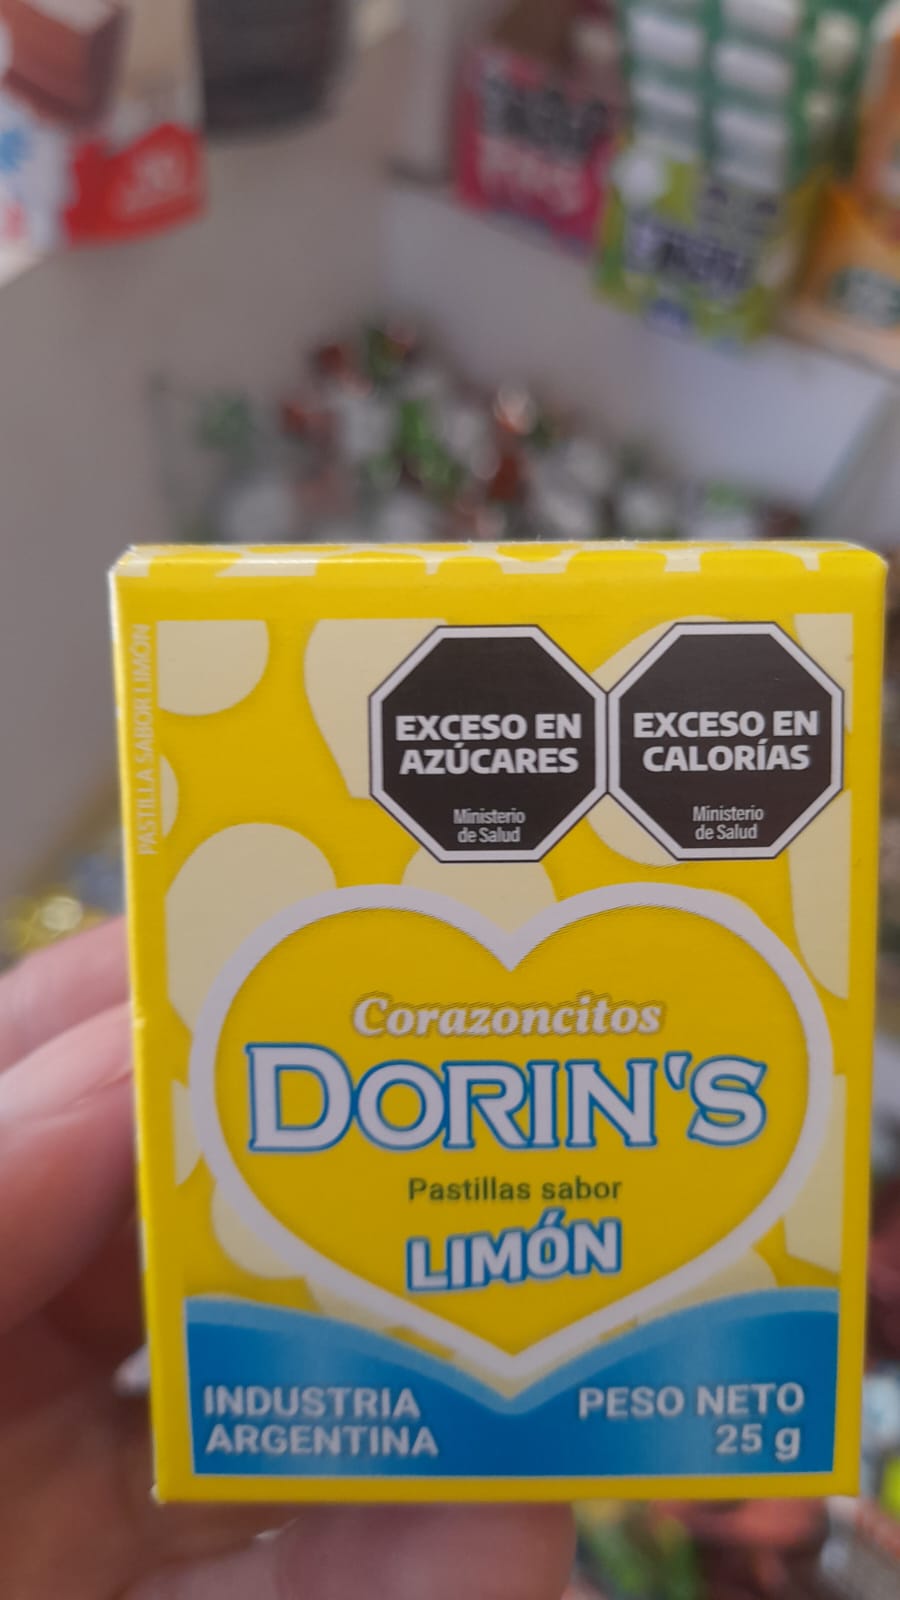 PASTILLA SABOR LIMÓN
EXCESO EN
AZÚCARES
Ministerio
de Salud
EXCESO EN
CALORÍAS
Ministerio
de Salud
Corazoncitos
DORIN'S
Pastillas sabor
LIMÓN
INDUSTRIA
ARGENTINA
PESO NETO
25 g